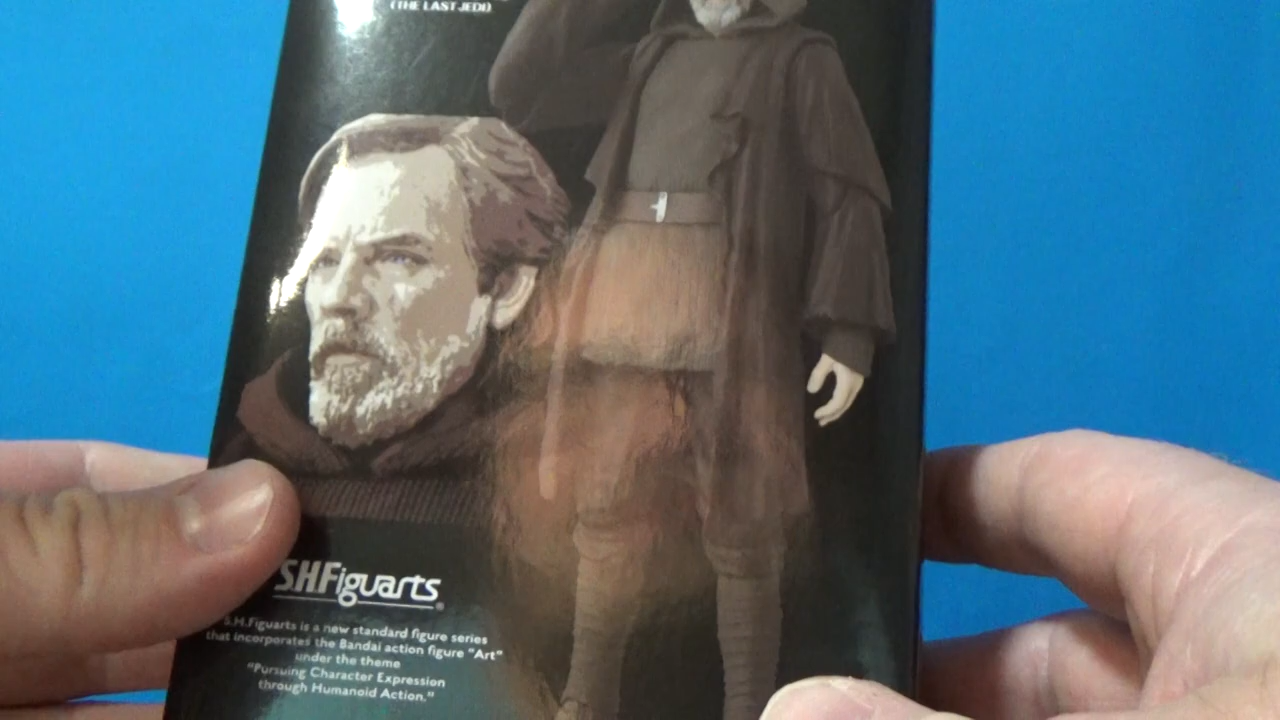 (THE LAST JEDI)
S.H.Figuarts
S.H.Figuarts is a new standard figure series
that incorporates the Bandai action figure "Art"
under the theme
"Pursuing Character Expression
through Humanoid Action."